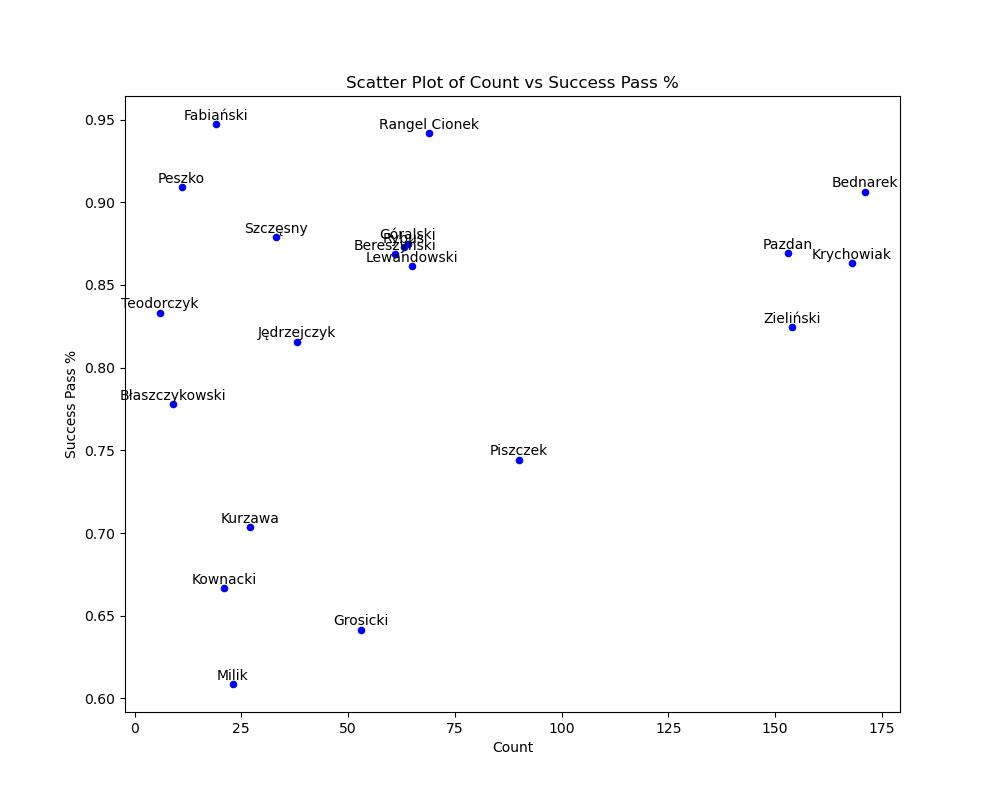 Scatter Plot of Count vs Success Pass %
Fabiański
Rangel Cionek
Peszko
Bednarek
Szczęsny
Góralski
Rybus
Bereszyński
Pazdan
Krychowiak
Lewandowski
Teodorczyk
Zieliński
Jędrzejczyk
Błaszczykowski
Piszczek
Kurzawa
Kownacki
Grosicki
Milik
0.95
0.90
0.85
0.80
0.75
0.70
0.65
0.60
Success Pass %
0 25 50 75 100 125 150 175
Count